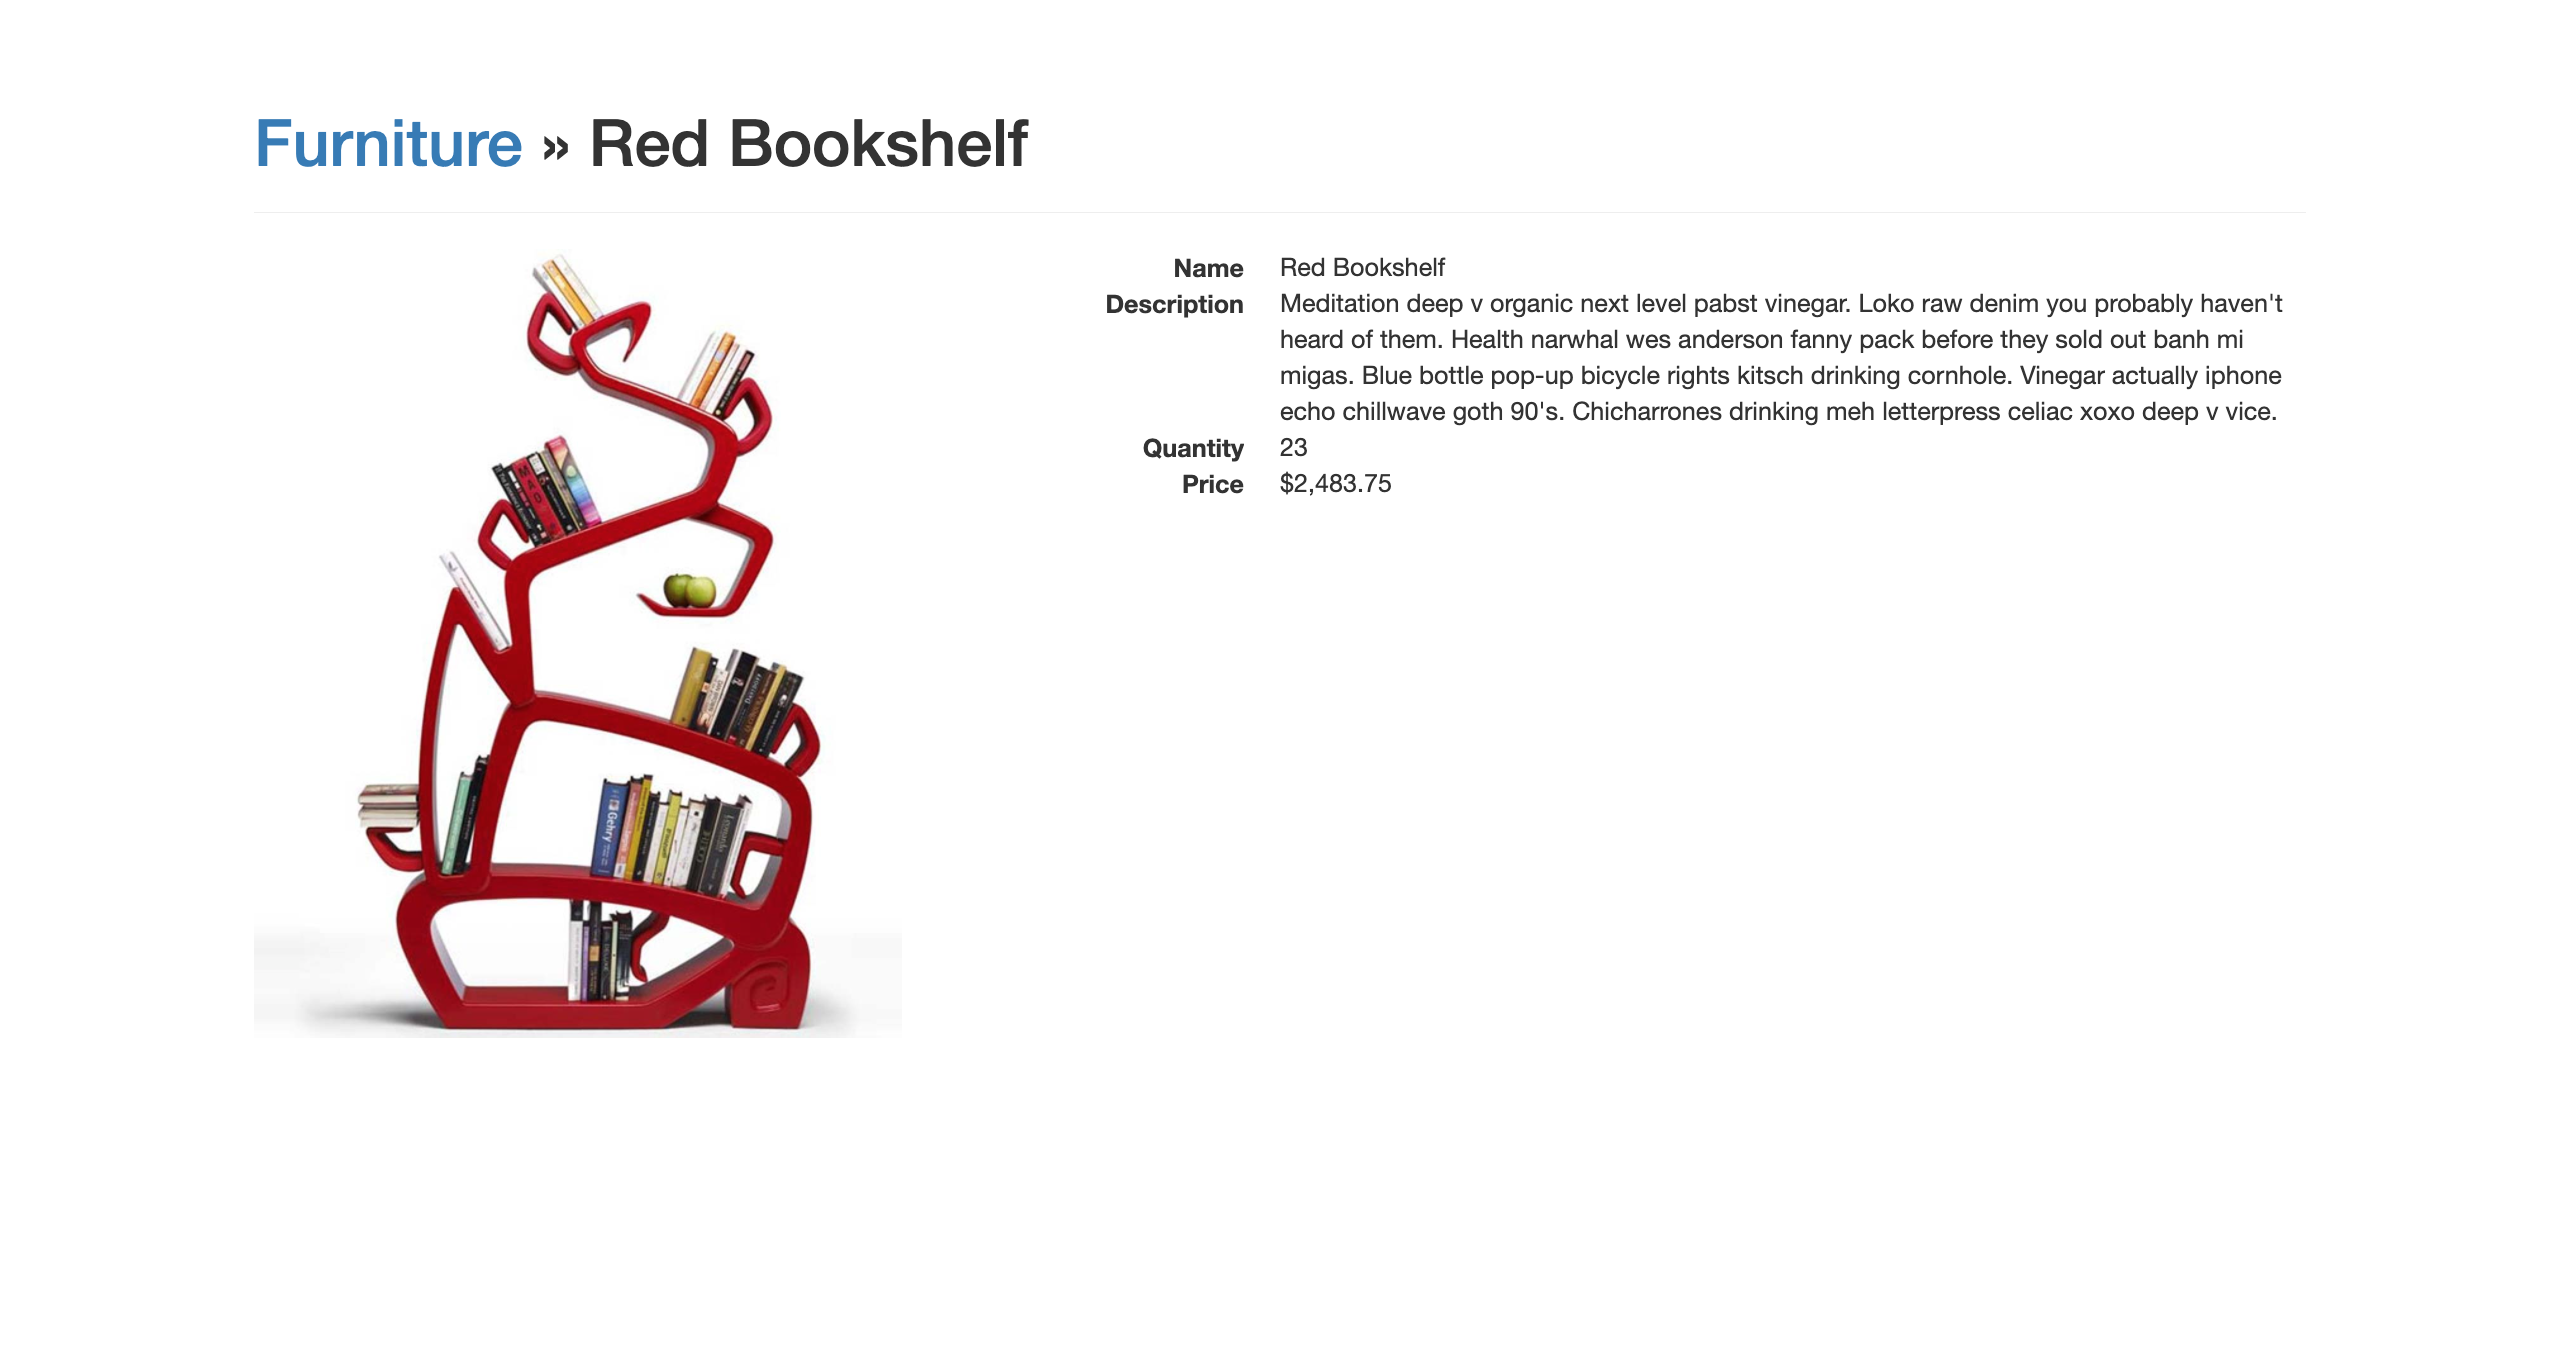 Furniture » Red Bookshelf
Name Red Bookshelf
Description Meditation deep v organic next level pabst vinegar. Loko raw denim you probably haven't
heard of them. Health narwhal wes anderson fanny pack before they sold out banh mi
migas. Blue bottle pop-up bicycle rights kitsch drinking cornhole. Vinegar actually iphone
echo chillwave goth 90's. Chicharrones drinking meh letterpress celiac xoxo deep v vice.
Quantity 23
Price $2,483.75
MAD
Gehry